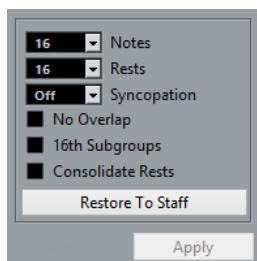 16 Notes
16 Rests
Off Syncopation
No Overlap
16th Subgroups
Consolidate Rests
Restore To Staff
Apply